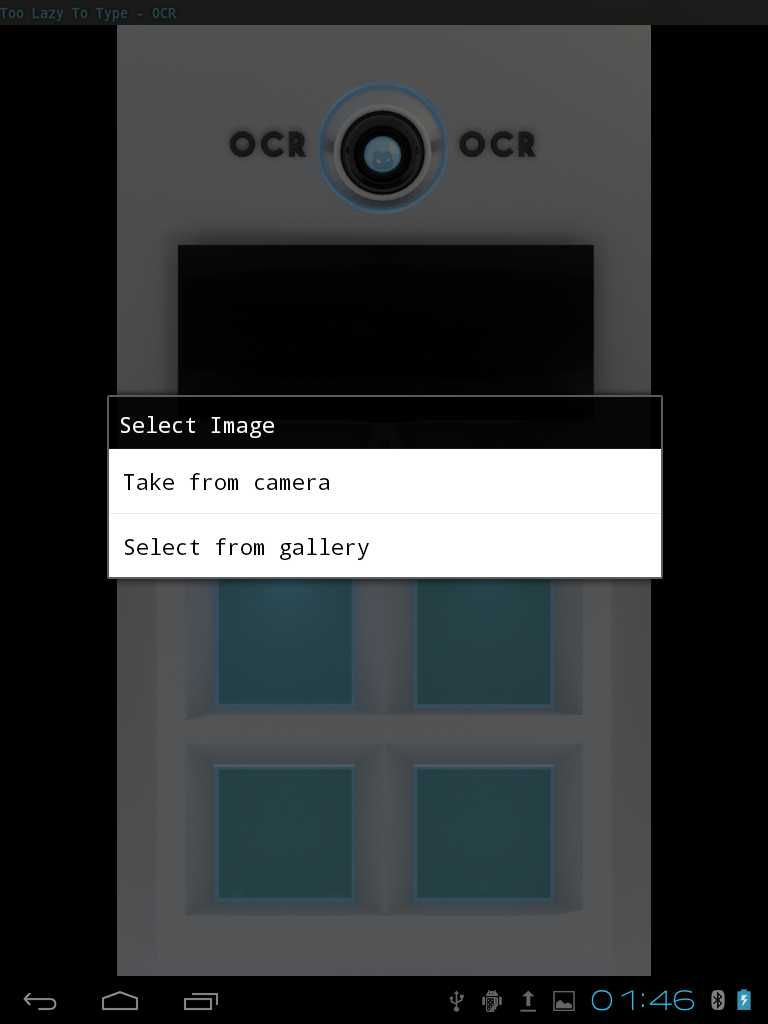 Too Lazy To Type - OCR
OCR OCR
Select Image
Take from camera
Select from gallery
01:46